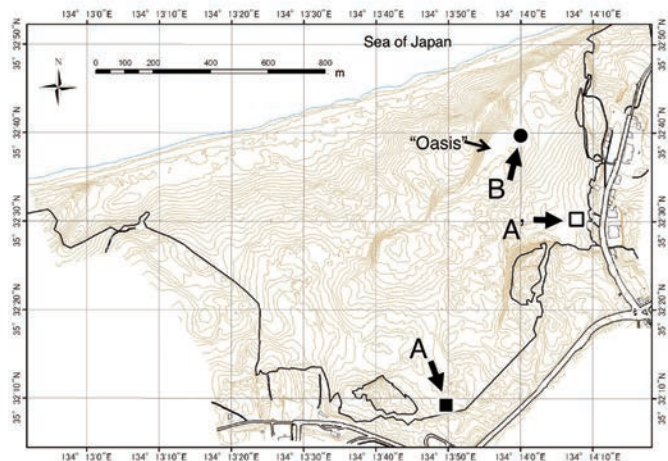 134°13'0"E 134°13'10"E 134°13'20"E 134°13'30"E 134°13'40"E 134°13'50"E 134°14'0"E 134°14'10"E
Sea of Japan
N
0 100 200 400 600 800
m
35°32'50"N 35°32'50"N
35°32'40"N 35°32'40"N
"Oasis"
B
A'
35°32'30"N 35°32'30"N
35°32'20"N 35°32'20"N
A
35°32'10"N 35°32'10"N
134°13'0"E 134°13'10"E 134°13'20"E 134°13'30"E 134°13'40"E 134°13'50"E 134°14'0"E 134°14'10"E